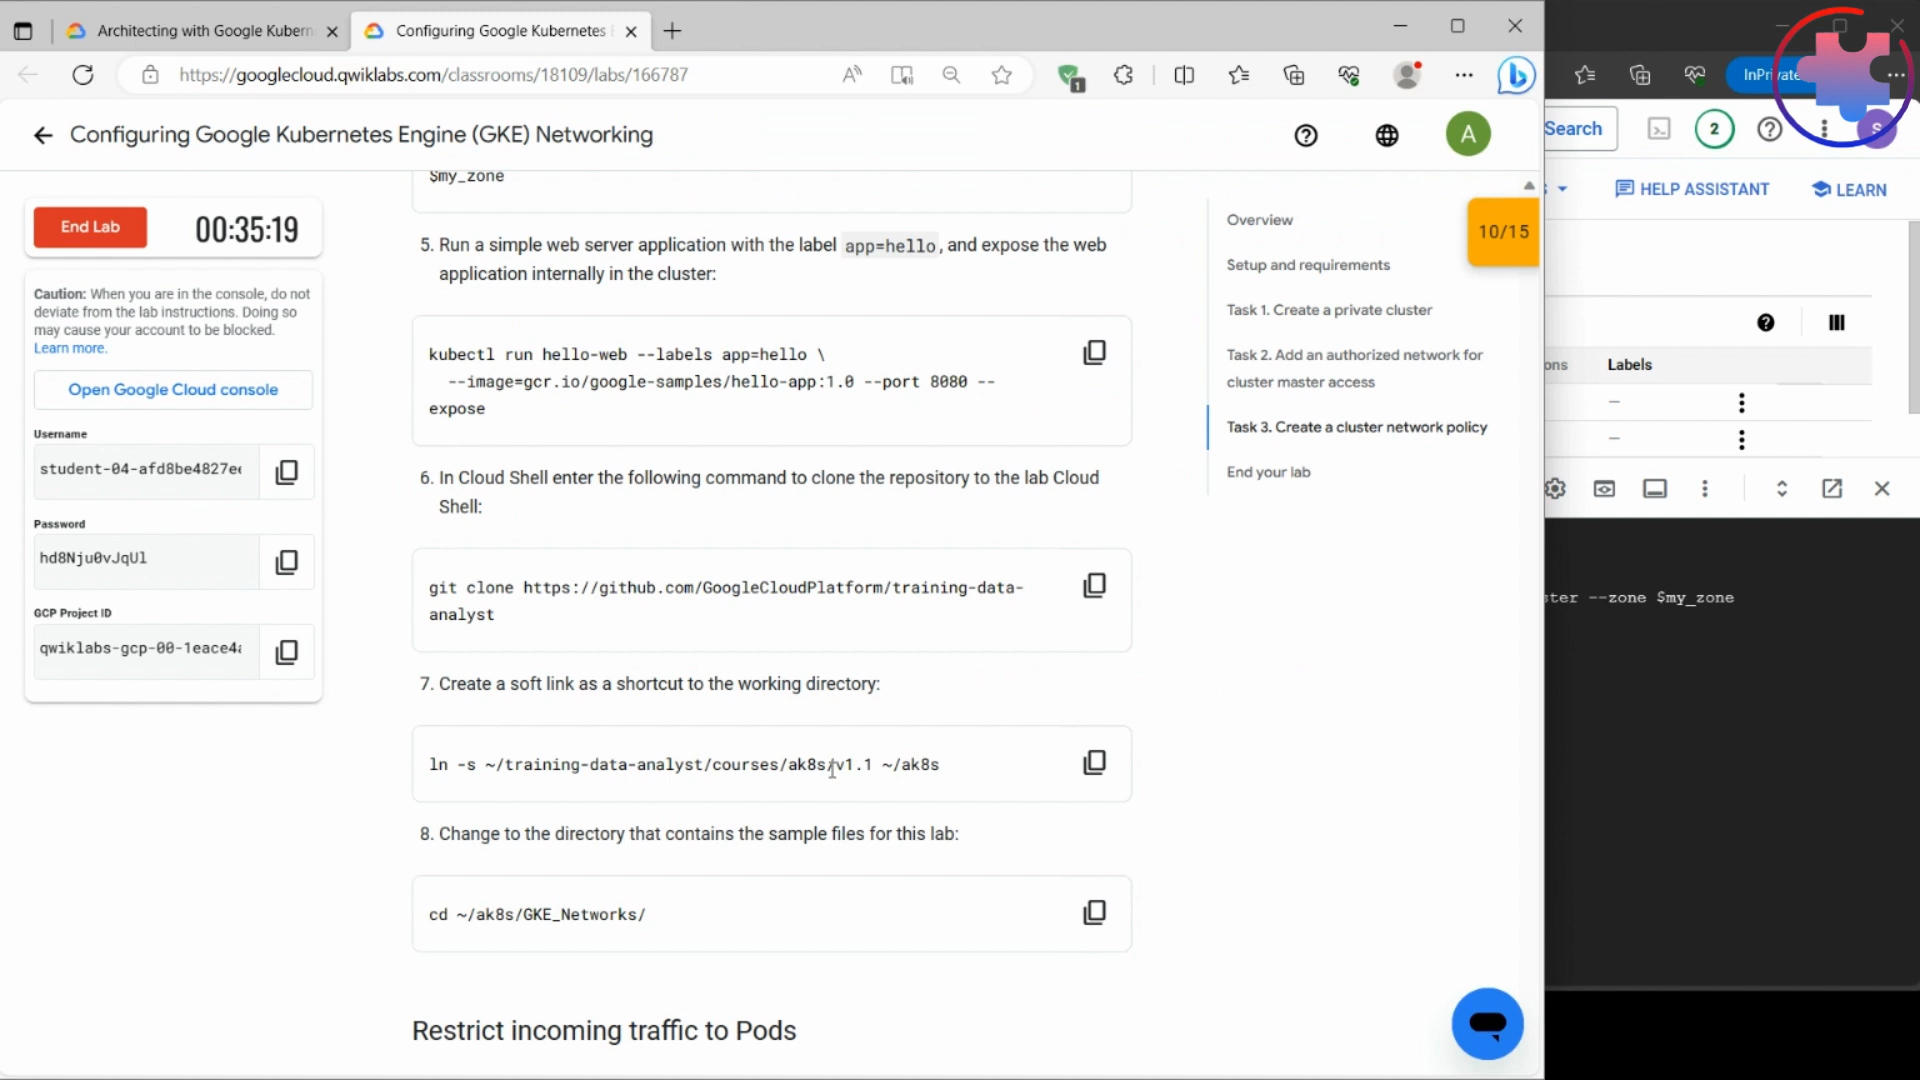 Architecting with Google Kubern
Configuring Google Kubernetes E
https://googlecloud.qwiklabs.com/classrooms/18109/labs/166787
1
InPrivate
Configuring Google Kubernetes Engine (GKE) Networking
A
Search
2
S
HELP ASSISTANT
LEARN
End Lab
00:35:19
Caution: When you are in the console, do not
deviate from the lab instructions. Doing so
may cause your account to be blocked.
Learn more.
Open Google Cloud console
Username
student-04-afd8be4827ee
Password
hd8Nju0vJqUl
GCP Project ID
qwiklabs-gcp-00-1eace4a
$my_zone
5. Run a simple web server application with the label app=hello, and expose the web
application internally in the cluster:
kubectl run hello-web --labels app=hello \
--image=gcr.io/google-samples/hello-app:1.0 --port 8080 --
expose
6. In Cloud Shell enter the following command to clone the repository to the lab Cloud
Shell:
git clone https://github.com/GoogleCloudPlatform/training-data-
analyst
7. Create a soft link as a shortcut to the working directory:
ln -s ~/training-data-analyst/courses/ak8s/v1.1 ~/ak8s
8. Change to the directory that contains the sample files for this lab:
cd ~/ak8s/GKE_Networks/
Restrict incoming traffic to Pods
Overview
Setup and requirements
Task 1. Create a private cluster
Task 2. Add an authorized network for
cluster master access
Task 3. Create a cluster network policy
End your lab
10/15
ons
Labels
–
–
ster --zone $my_zone